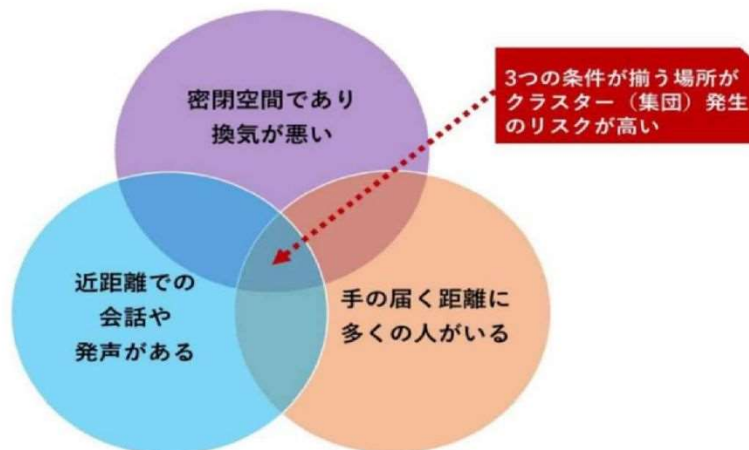 密閉空間であり
換気が悪い
3つの条件が揃う場所が
クラスター（集団）発生
のリスクが高い
近距離での
会話や
発声がある
手の届く距離に
多くの人がいる